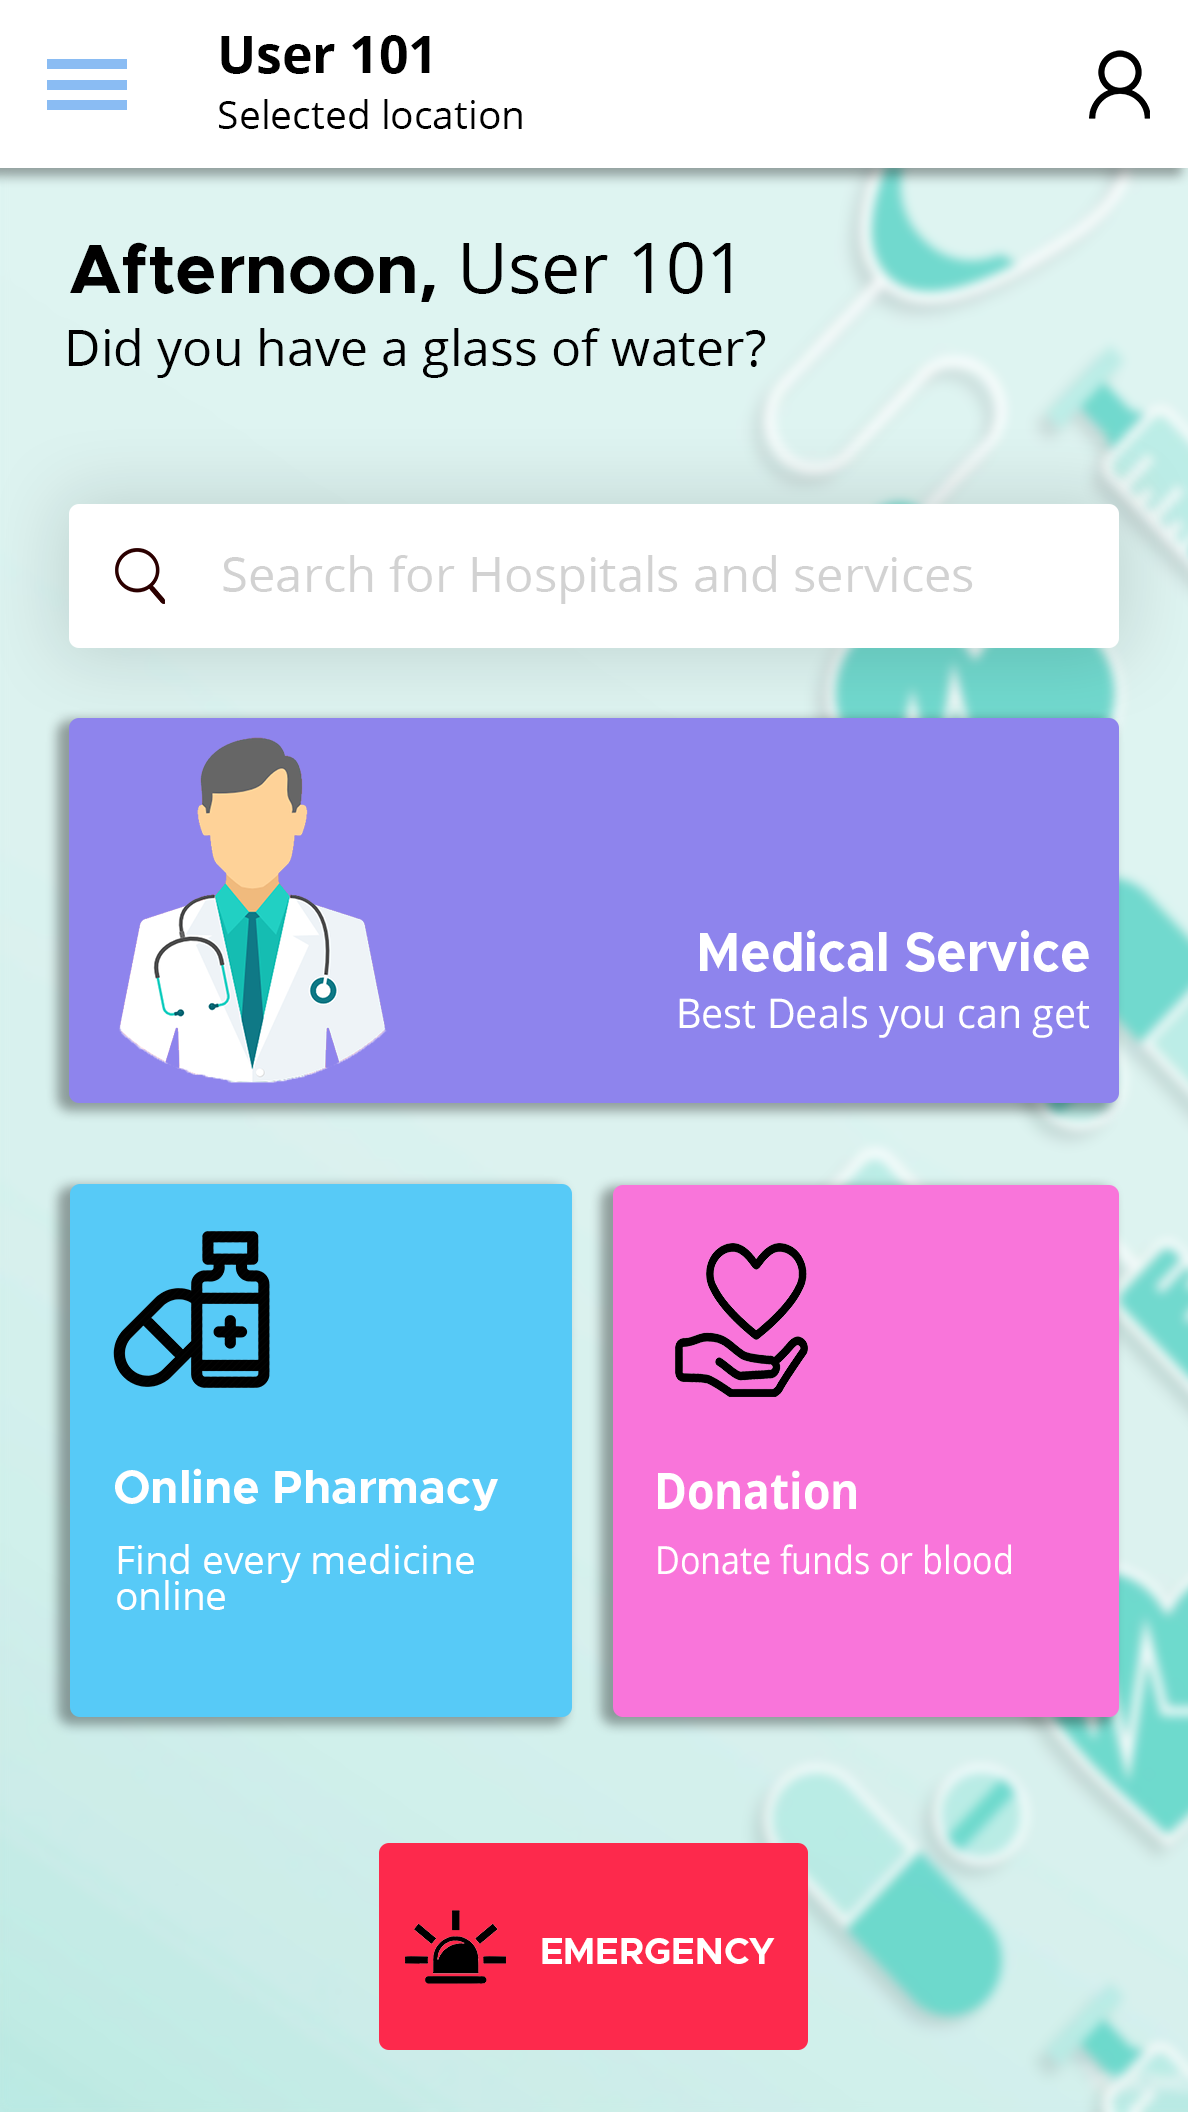 User 101
Selected location
Afternoon, User 101
Did you have a glass of water?
Search for Hospitals and services
Medical Service
Best Deals you can get
Online Pharmacy
Find every medicine
online
Donation
Donate funds or blood
EMERGENCY